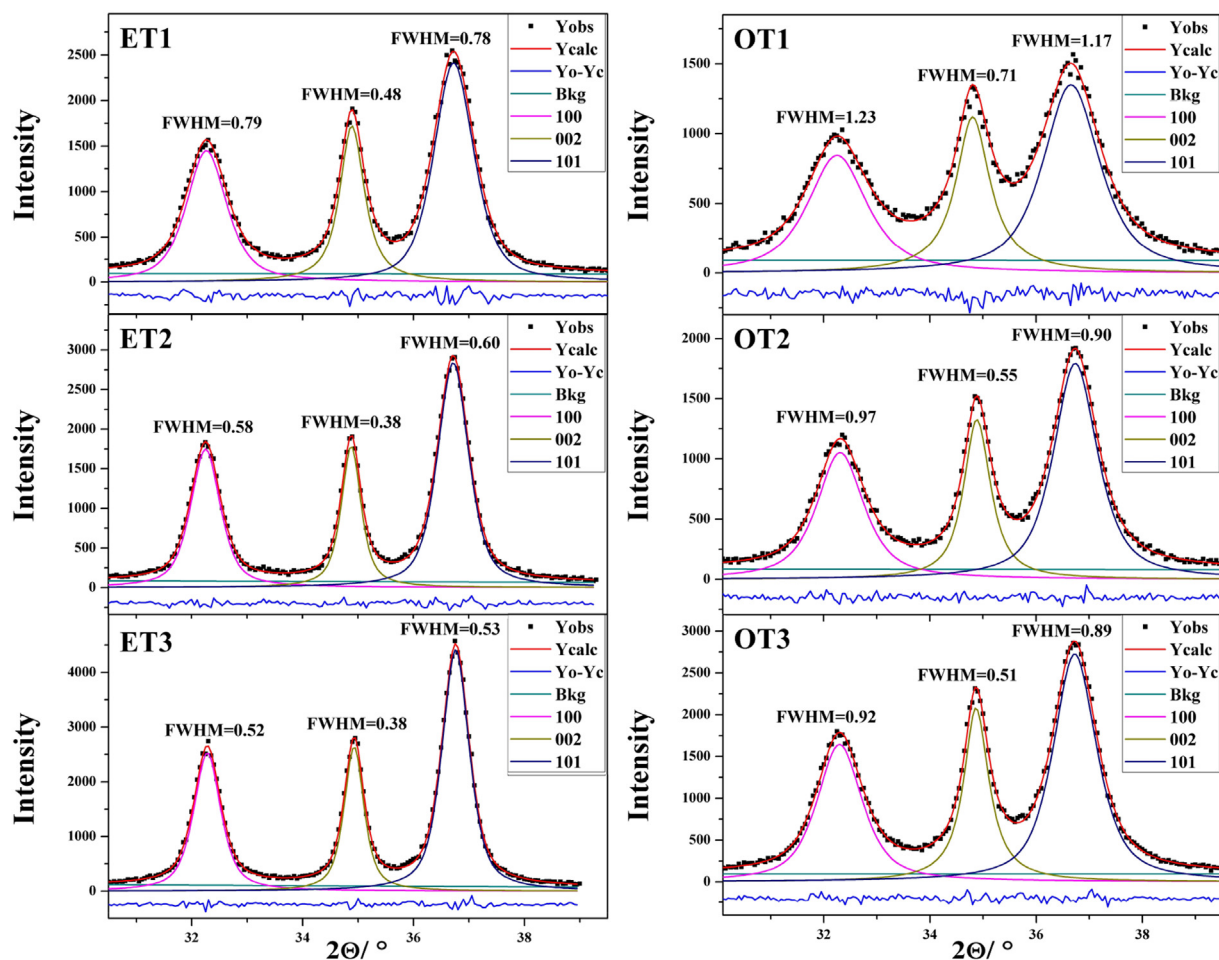 ET1
FWHM=0.79
FWHM=0.48
FWHM=0.78
Yobs
Ycalc
Yo-Yc
Bkg
100
002
101
Intensity
2500
2000
1500
1000
500
0
ET2
FWHM=0.58
FWHM=0.38
FWHM=0.60
Yobs
Ycalc
Yo-Yc
Bkg
100
002
101
Intensity
3000
2500
2000
1500
1000
500
0
ET3
FWHM=0.52
FWHM=0.38
FWHM=0.53
Yobs
Ycalc
Yo-Yc
Bkg
100
002
101
Intensity
4000
3000
2000
1000
0
32 34 36 38
2Θ/ °
OT1
FWHM=1.23
FWHM=0.71
FWHM=1.17
Yobs
Ycalc
Yo-Yc
Bkg
100
002
101
Intensity
1500
1000
500
0
OT2
FWHM=0.97
FWHM=0.55
FWHM=0.90
Yobs
Ycalc
Yo-Yc
Bkg
100
002
101
Intensity
2000
1500
1000
500
0
OT3
FWHM=0.92
FWHM=0.51
FWHM=0.89
Yobs
Ycalc
Yo-Yc
Bkg
100
002
101
Intensity
3000
2500
2000
1500
1000
500
0
32 34 36 38
2Θ/ °